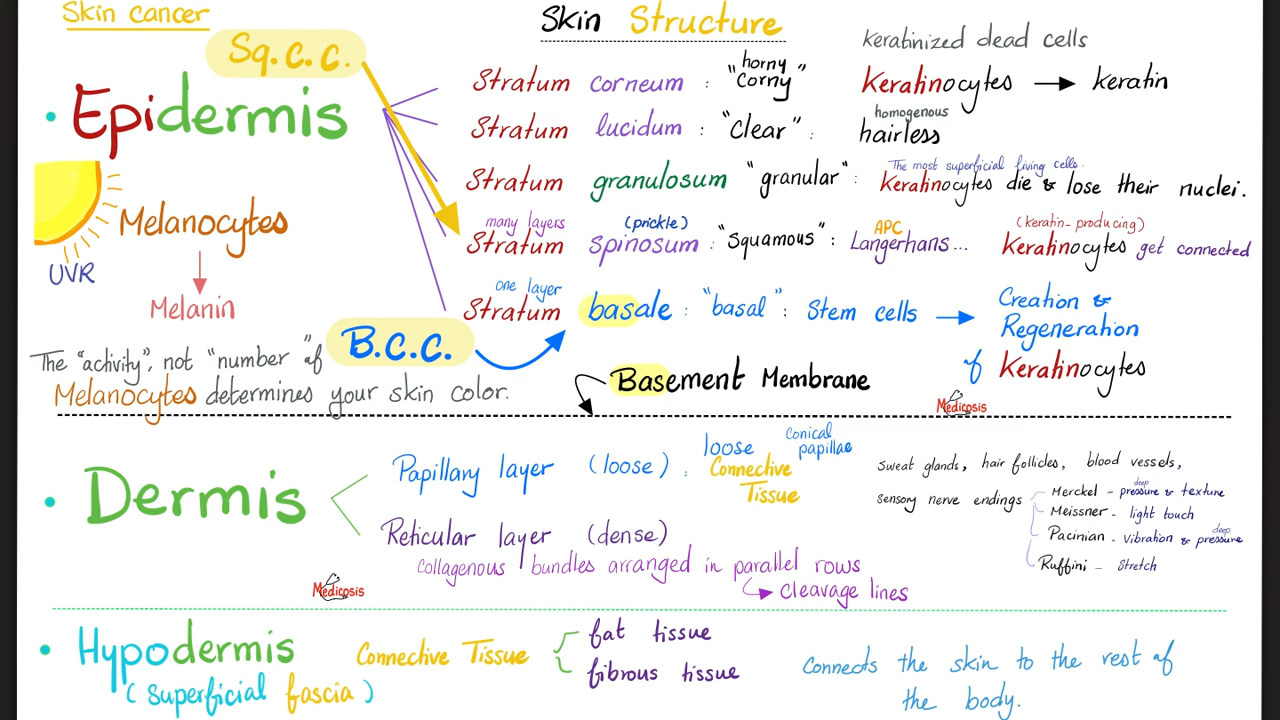 Skin cancer
Skin Structure
Sq.C.C.
keratinized dead cells
• Epidermis
Stratum corneum : "horny Corny" Keratinocytes → keratin
Stratum lucidum : "Clear" : homogenous hairless
The most superficial living cells.
Stratum granulosum "granular" : Keratinocytes die & lose their nuclei.
many layers (prickle) APC (keratin-producing)
Stratum spinosum : "Squamous" : Langerhans... Keratinocytes get connected
one layer
Stratum basale : "basal" : Stem cells → Creation & Regeneration of Keratinocytes
Melanocytes
UVR
Melanin
B.C.C.
The "activity", not "number" of
Melanocytes determines your skin color.
Basement Membrane
Medicosis
• Dermis
Papillary layer (loose) : loose Connective Tissue
Conical papillae
Reticular layer (dense)
collagenous bundles arranged in parallel rows
cleavage lines
sweat glands, hair follicles, blood vessels,
sensory nerve endings
Merckel - deep pressure & texture
Meissner - light touch
Pacinian - vibration & deep pressure
Ruffini - stretch
Medicosis
• Hypodermis
(superficial fascia)
Connective Tissue
fat tissue
fibrous tissue
Connects the skin to the rest of
the body.